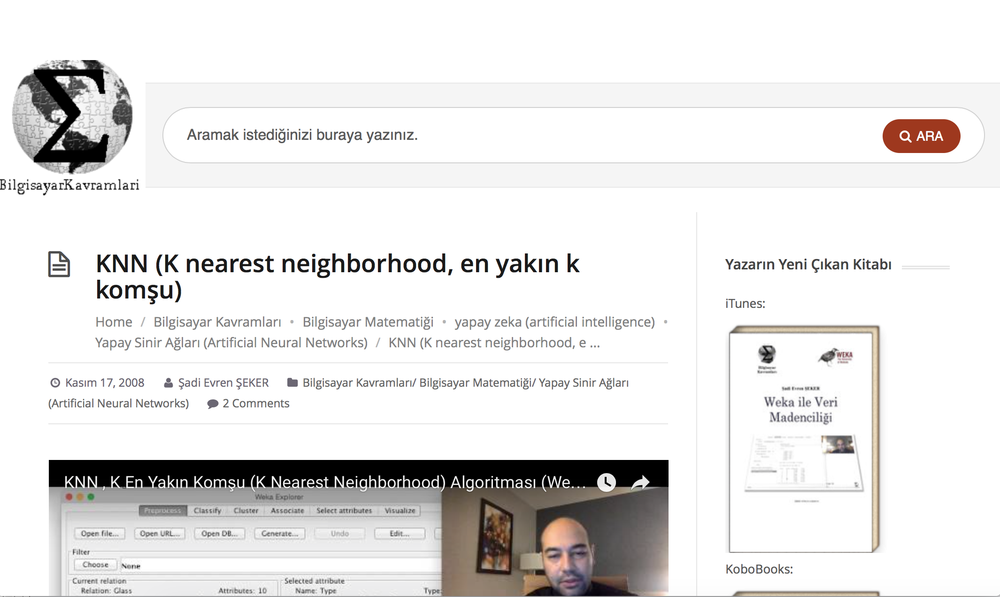 BilgisayarKavramlari
Aramak istediğinizi buraya yazınız.
ARA
KNN (K nearest neighborhood, en yakın k
komşu)
Home / Bilgisayar Kavramları • Bilgisayar Matematiği • yapay zeka (artificial intelligence) •
Yapay Sinir Ağları (Artificial Neural Networks) / KNN (K nearest neighborhood, e ...
Kasım 17, 2008 Şadi Evren ŞEKER Bilgisayar Kavramları/ Bilgisayar Matematiği/ Yapay Sinir Ağları
(Artificial Neural Networks) 2 Comments
KNN , K En Yakın Komşu (K Nearest Neighborhood) Algoritması (We...
Weka Explorer
Preprocess Classify Cluster Associate Select attributes Visualize
Open file... Open URL... Open DB... Generate... Undo Edit...
Filter
Choose None
Current relation
Relation: Glass Attributes: 10
Selected attribute
Name: Type Type:
Yazarın Yeni Çıkan Kitabı
iTunes:
Bilgisayar
Kavramları
WEKA
Şadi Evren ŞEKER
Weka ile Veri
Madenciliği
KoboBooks: